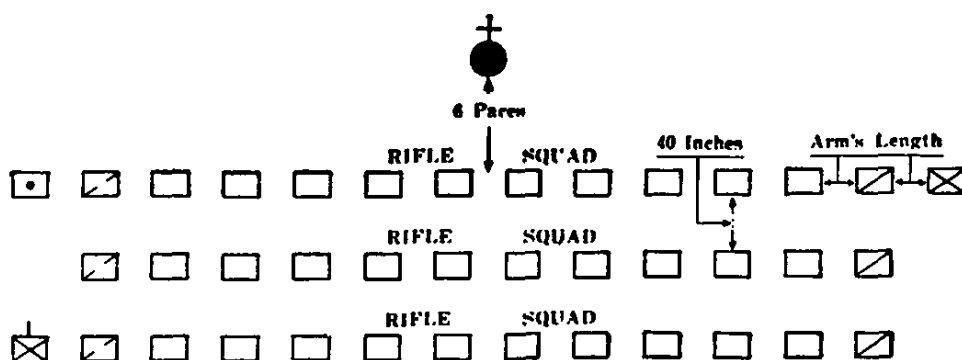 6 Paces
40 Inches
Arm's Length
RIFLE SQUAD
RIFLE SQUAD
RIFLE SQUAD